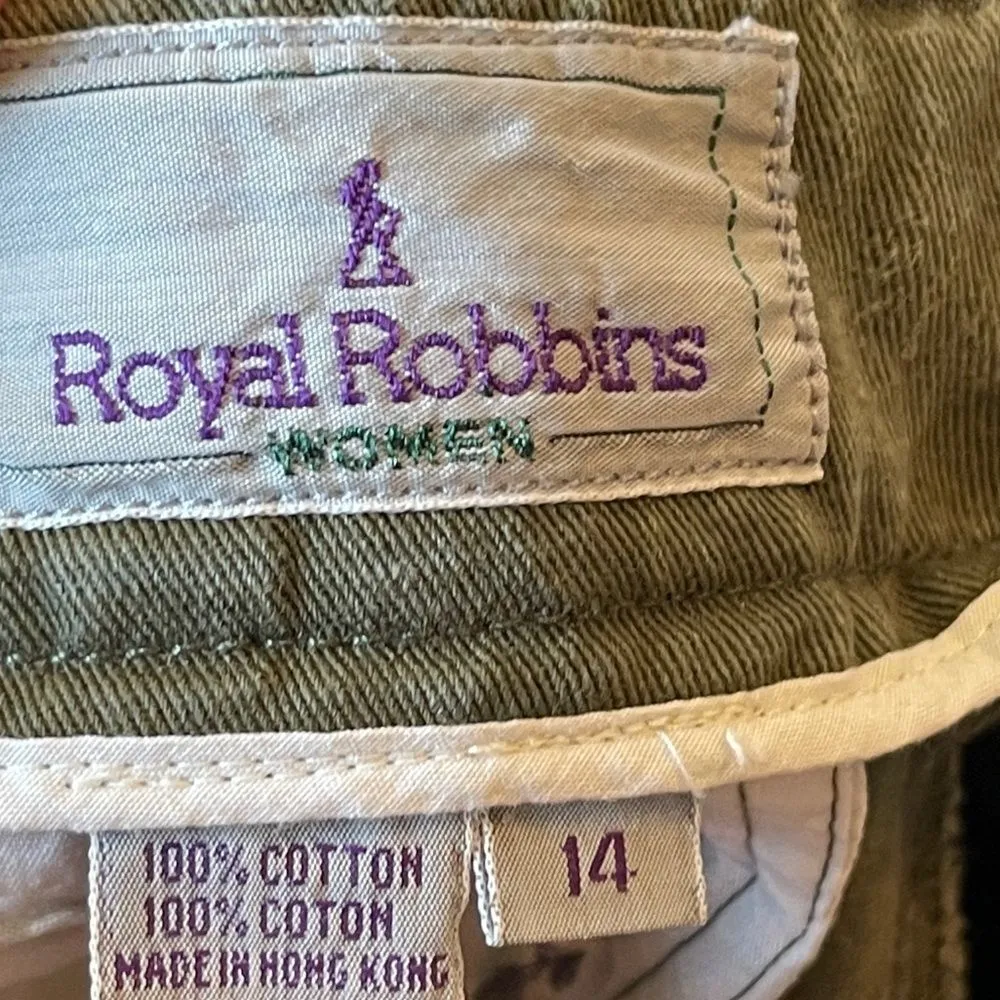 Royal Robbins
WOMEN
100% COTTON
100% COTON
MADE IN HONG KONG
14